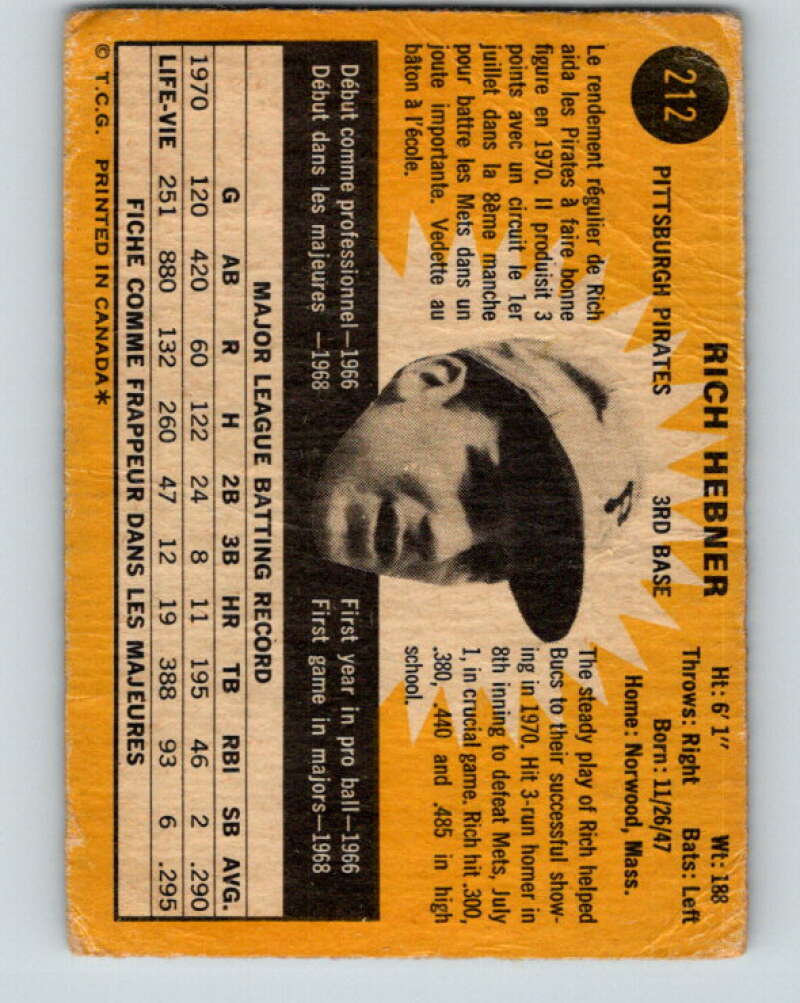 212
RICH HEBNER
PITTSBURGH PIRATES 3RD BASE
Ht: 6'1" Wt: 188
Throws: Right Bats: Left
Born: 11/26/47
Home: Norwood, Mass.
Le rendement régulier de Rich
aida les Pirates à faire bonne
figure en 1970. Il produisit 3
points avec un circuit le 1er
juillet dans la 8ème manche
pour battre les Mets dans un
joute importante. Vedette au
bâton à l'école.
The steady play of Rich helped
Bucs to their successful show-
ing in 1970. Hit 3-run homer in
8th inning to defeat Mets, July
1, in crucial game. Rich hit .300,
.380, .440 and .485 in high
school.
Début comme professionnel—1966
Début dans les majeures —1968
First year in pro ball—1966
First game in majors—1968
MAJOR LEAGUE BATTING RECORD
G AB R H 2B 3B HR TB RBI SB AVG.
1970 120 420 60 122 24 8 11 195 46 2 .290
LIFE-VIE 251 880 132 260 47 12 19 388 93 6 .295
FICHE COMME FRAPPEUR DANS LES MAJEURES
© T.C.G. PRINTED IN CANADA*